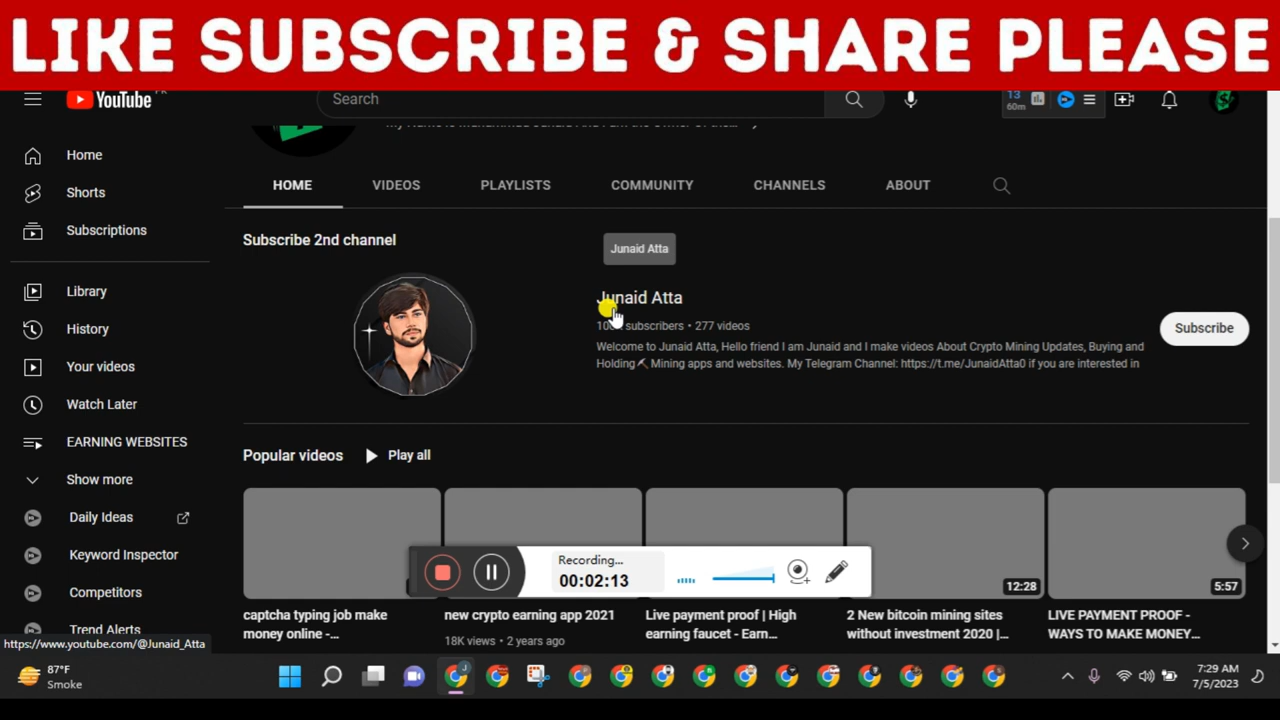 LIKE SUBSCRIBE & SHARE PLEASE
YouTube
Search
13
60m
HOME
VIDEOS
PLAYLISTS
COMMUNITY
CHANNELS
ABOUT
Home
Shorts
Subscriptions
Library
History
Your videos
Watch Later
EARNING WEBSITES
Show more
Daily Ideas
Keyword Inspector
Competitors
Trend Alerts
https://www.youtube.com/@Junaid_Atta
Subscribe 2nd channel
Junaid Atta
Junaid Atta
subscribers • 277 videos
Welcome to Junaid Atta, Hello friend I am Junaid and I make videos About Crypto Mining Updates, Buying and
Holding⛏Mining apps and websites. My Telegram Channel: https://t.me/JunaidAtta0 if you are interested in
Subscribe
Popular videos
Play all
Recording...
00:02:13
12:28
5:57
captcha typing job make
money online -...
new crypto earning app 2021
18K views • 2 years ago
Live payment proof | High
earning faucet - Earn...
2 New bitcoin mining sites
without investment 2020 |...
LIVE PAYMENT PROOF -
WAYS TO MAKE MONEY...
87°F
Smoke
7:29 AM
7/5/2023